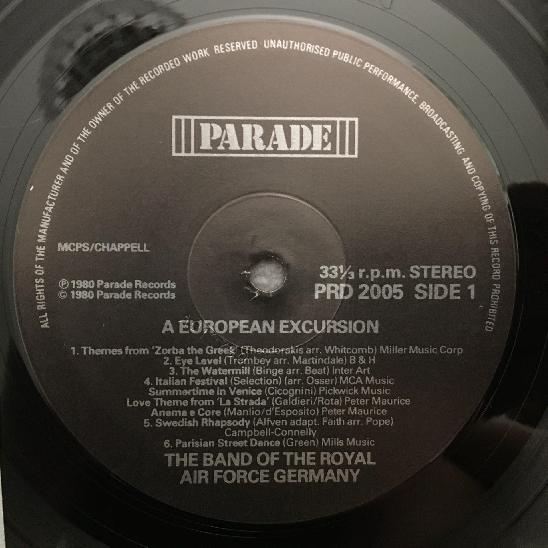 ALL RIGHTS OF THE MANUFACTURER AND OF THE OWNER OF THE RECORDED WORK RESERVED UNAUTHORISED PUBLIC PERFORMANCE, BROADCASTING AND COPYING OF THIS RECORD PROHIBITED
PARADE
MCPS/CHAPPELL
33⅓ r.p.m. STEREO
Ⓟ 1980 Parade Records
© 1980 Parade Records
PRD 2005 SIDE 1
A EUROPEAN EXCURSION
1. Themes from 'Zorba the Greek' (Theodorakis arr. Whitcomb) Miller Music Corp
2. Eye Level (Trombey arr. Martindale) B & H
3. The Watermill (Binge arr. Beat) Inter Art
4. Italian Festival (Selection) (arr. Osser) MCA Music
Summertime in Venice (Cicognini) Pickwick Music
Love Theme from 'La Strada' (Galdieri/Rota) Peter Maurice
Anema e Core (Manlio/d'Esposito) Peter Maurice
5. Swedish Rhapsody (Alfven adapt. Faith arr. Pope)
Campbell-Connelly
6. Parisian Street Dance (Green) Mills Music
THE BAND OF THE ROYAL
AIR FORCE GERMANY